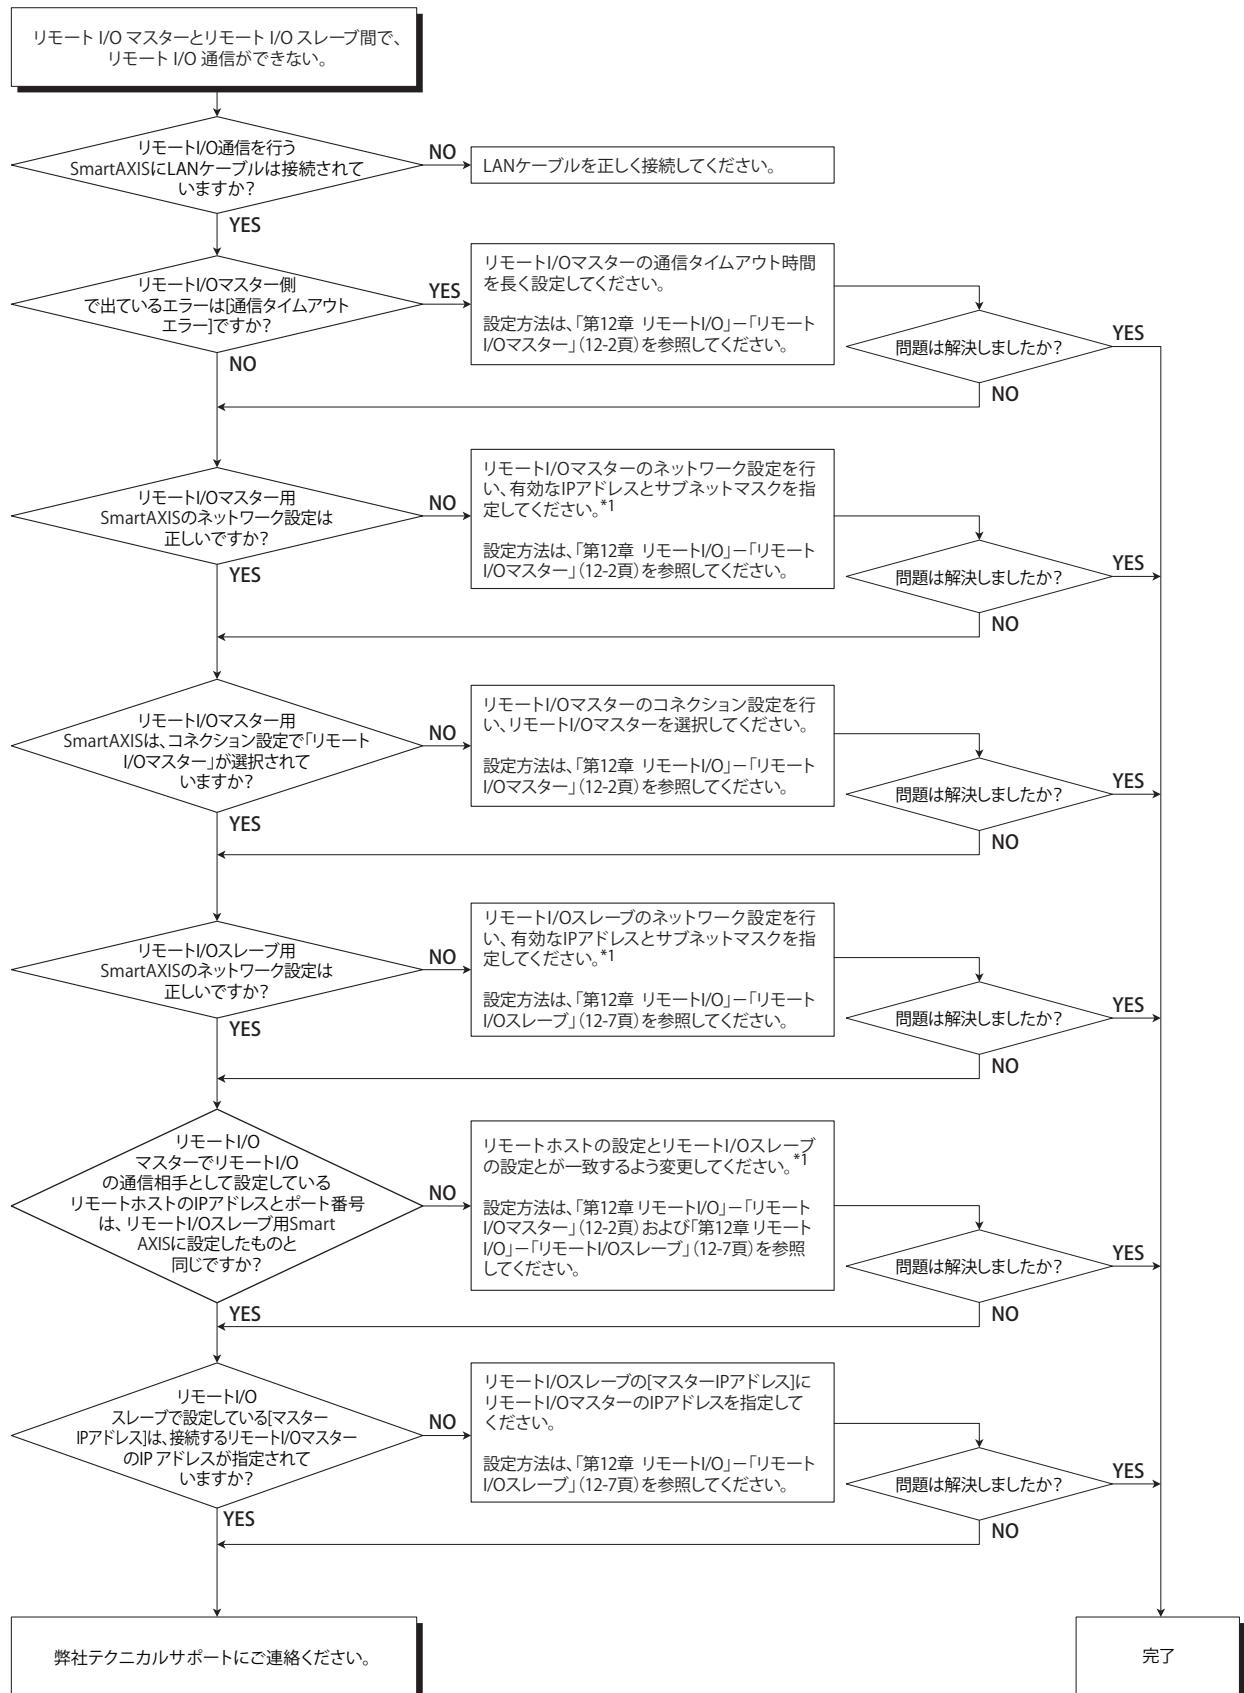 リモート I/O マスターとリモート I/O スレーブ間で、
リモート I/O 通信ができない。
リモートI/O通信を行う
SmartAXISにLANケーブルは接続されて
いますか?
NO
LANケーブルを正しく接続してください。
YES
リモートI/Oマスター側
で出ているエラーは[通信タイムアウト
エラー]ですか?
YES
リモートI/Oマスターの通信タイムアウト時間
を長く設定してください。
設定方法は、「第12章 リモートI/O」－「リモート
I/Oマスター」(12-2頁)を参照してください。
問題は解決しましたか?
YES
NO
NO
リモートI/Oマスター用
SmartAXISのネットワーク設定は
正しいですか?
NO
リモートI/Oマスターのネットワーク設定を行
い、有効なIPアドレスとサブネットマスクを指
定してください。*1
設定方法は、「第12章 リモートI/O」－「リモート
I/Oマスター」(12-2頁)を参照してください。
問題は解決しましたか?
YES
YES
NO
リモートI/Oマスター用
SmartAXISは、コネクション設定で「リモート
I/Oマスター」が選択されて
いますか?
NO
リモートI/Oマスターのコネクション設定を行
い、リモートI/Oマスターを選択してください。
設定方法は、「第12章 リモートI/O」－「リモート
I/Oマスター」(12-2頁)を参照してください。
問題は解決しましたか?
YES
YES
NO
リモートI/Oスレーブ用
SmartAXISのネットワーク設定は
正しいですか?
NO
リモートI/Oスレーブのネットワーク設定を行
い、有効なIPアドレスとサブネットマスクを指
定してください。*1
設定方法は、「第12章 リモートI/O」－「リモート
I/Oスレーブ」(12-7頁)を参照してください。
問題は解決しましたか?
YES
YES
NO
リモートI/O
マスターでリモートI/O
の通信相手として設定している
リモートホストのIPアドレスとポート番号
は、リモートI/Oスレーブ用Smart
AXISに設定したものと
同じですか?
NO
リモートホストの設定とリモートI/Oスレーブ
の設定とが一致するよう変更してください。*1
設定方法は、「第12章 リモートI/O」－「リモート
I/Oマスター」(12-2頁)および「第12章 リモート
I/O」－「リモートI/Oスレーブ」(12-7頁)を参照
してください。
問題は解決しましたか?
YES
YES
NO
リモートI/O
スレーブで設定している[マスター
IPアドレス]は、接続するリモートI/Oマスター
のIP アドレスが指定されて
いますか?
NO
リモートI/Oスレーブの[マスターIPアドレス]に
リモートI/OマスターのIPアドレスを指定して
ください。
設定方法は、「第12章 リモートI/O」－「リモート
I/Oスレーブ」(12-7頁)を参照してください。
問題は解決しましたか?
YES
YES
NO
弊社テクニカルサポートにご連絡ください。
完了